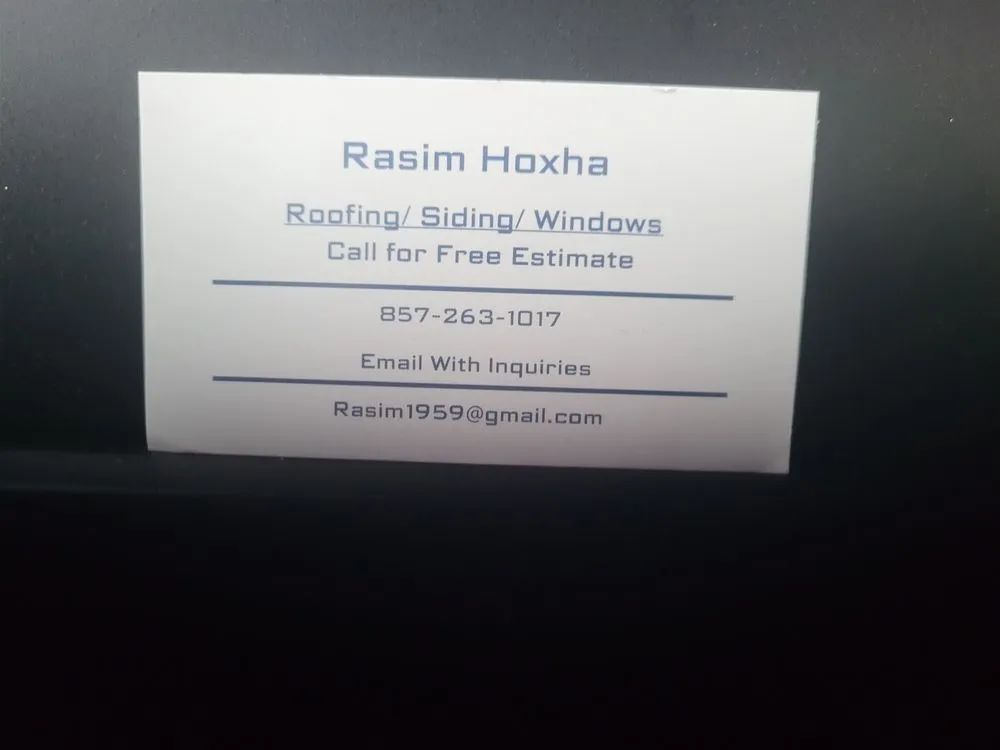 Rasim Hoxha
Roofing/ Siding/ Windows
Call for Free Estimate
857-263-1017
Email With Inquiries
Rasim1959@gmail.com